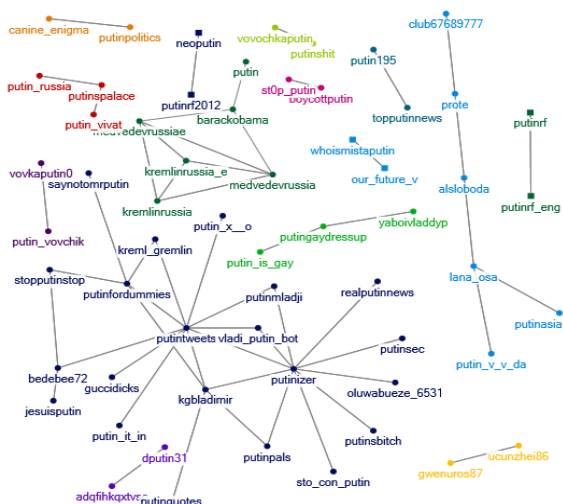 canine_enigma
putinpolitics
neoputin
vovochkaputin
putinshit
club67689777
putin
putin195
putin_russia
putinspalace
st0p_putin
boycottputin
putinrf2012
prote
topputinnews
barackobama
putin_vivat
medvedevrussiae
putinrf
whoismistaputin
vovkaputin0
saynotomrputin
kremlinrussia_e
medvedevrussia
our_future_v
alsloboda
kremlinrussia
putinrf_eng
putin_x__o
yaboivladdyp
putin_vovchik
kreml_gremlin
putingaydressup
putin_is_gay
stopputinstop
putinfordummies
putinmladji
realputinnews
lana_osa
putinasia
putintweets
vladi_putin_bot
putinsec
putin_v_v_da
bedebee72
guccidicks
kgbladimir
putinizer
oluwabueze_6531
jesuisputin
putin_it_in
putinsbitch
dputin31
putinpals
ucunzhei86
gwenuros87
sto_con_putin
putinquotes